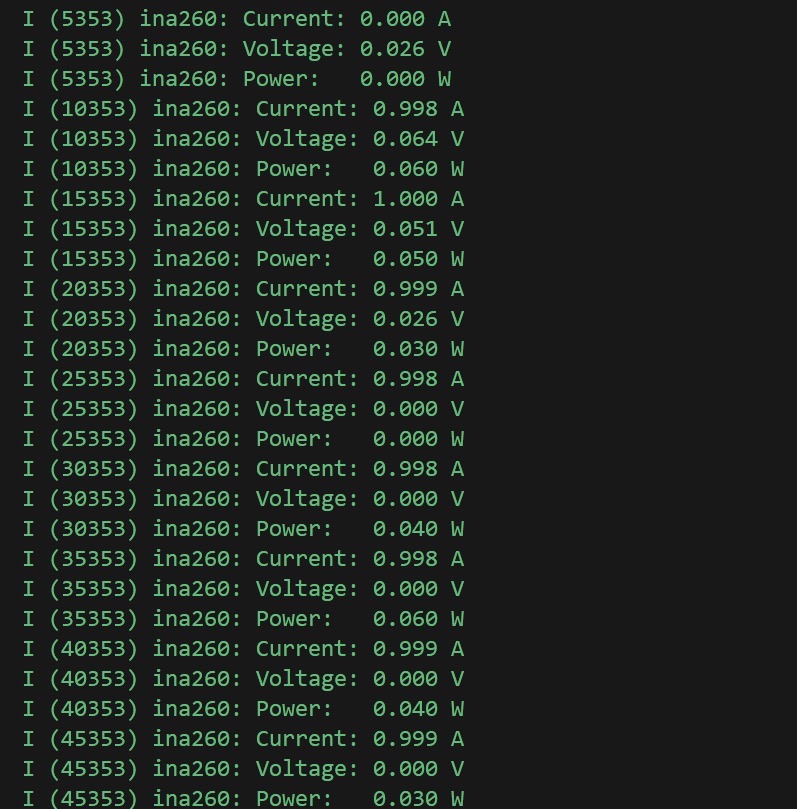 I (5353) ina260: Current: 0.000 A
I (5353) ina260: Voltage: 0.026 V
I (5353) ina260: Power:   0.000 W
I (10353) ina260: Current: 0.998 A
I (10353) ina260: Voltage: 0.064 V
I (10353) ina260: Power:   0.060 W
I (15353) ina260: Current: 1.000 A
I (15353) ina260: Voltage: 0.051 V
I (15353) ina260: Power:   0.050 W
I (20353) ina260: Current: 0.999 A
I (20353) ina260: Voltage: 0.026 V
I (20353) ina260: Power:   0.030 W
I (25353) ina260: Current: 0.998 A
I (25353) ina260: Voltage: 0.000 V
I (25353) ina260: Power:   0.000 W
I (30353) ina260: Current: 0.998 A
I (30353) ina260: Voltage: 0.000 V
I (30353) ina260: Power:   0.040 W
I (35353) ina260: Current: 0.998 A
I (35353) ina260: Voltage: 0.000 V
I (35353) ina260: Power:   0.060 W
I (40353) ina260: Current: 0.999 A
I (40353) ina260: Voltage: 0.000 V
I (40353) ina260: Power:   0.040 W
I (45353) ina260: Current: 0.999 A
I (45353) ina260: Voltage: 0.000 V
I (45353) ina260: Power:   0.030 W